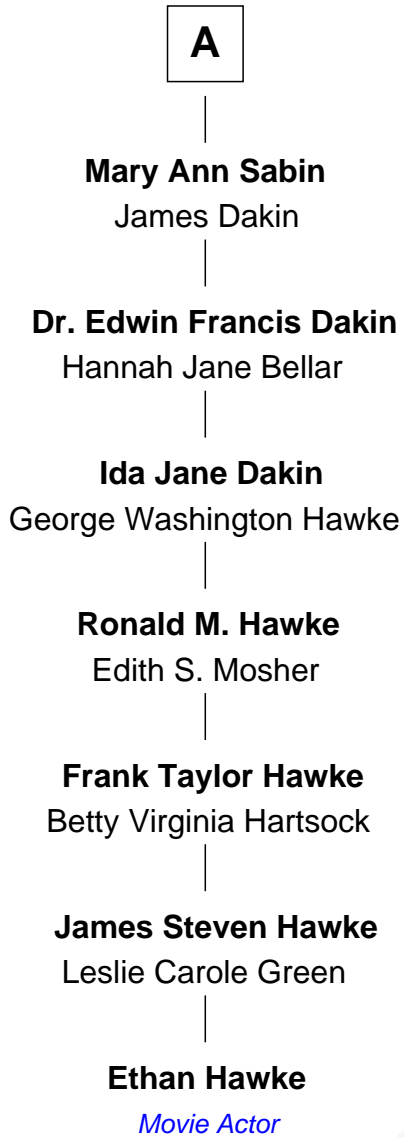 A
Mary Ann Sabin
James Dakin
Dr. Edwin Francis Dakin
Hannah Jane Bellar
Ida Jane Dakin
George Washington Hawke
Ronald M. Hawke
Edith S. Mosher
Frank Taylor Hawke
Betty Virginia Hartsock
James Steven Hawke
Leslie Carole Green
Ethan Hawke
Movie Actor